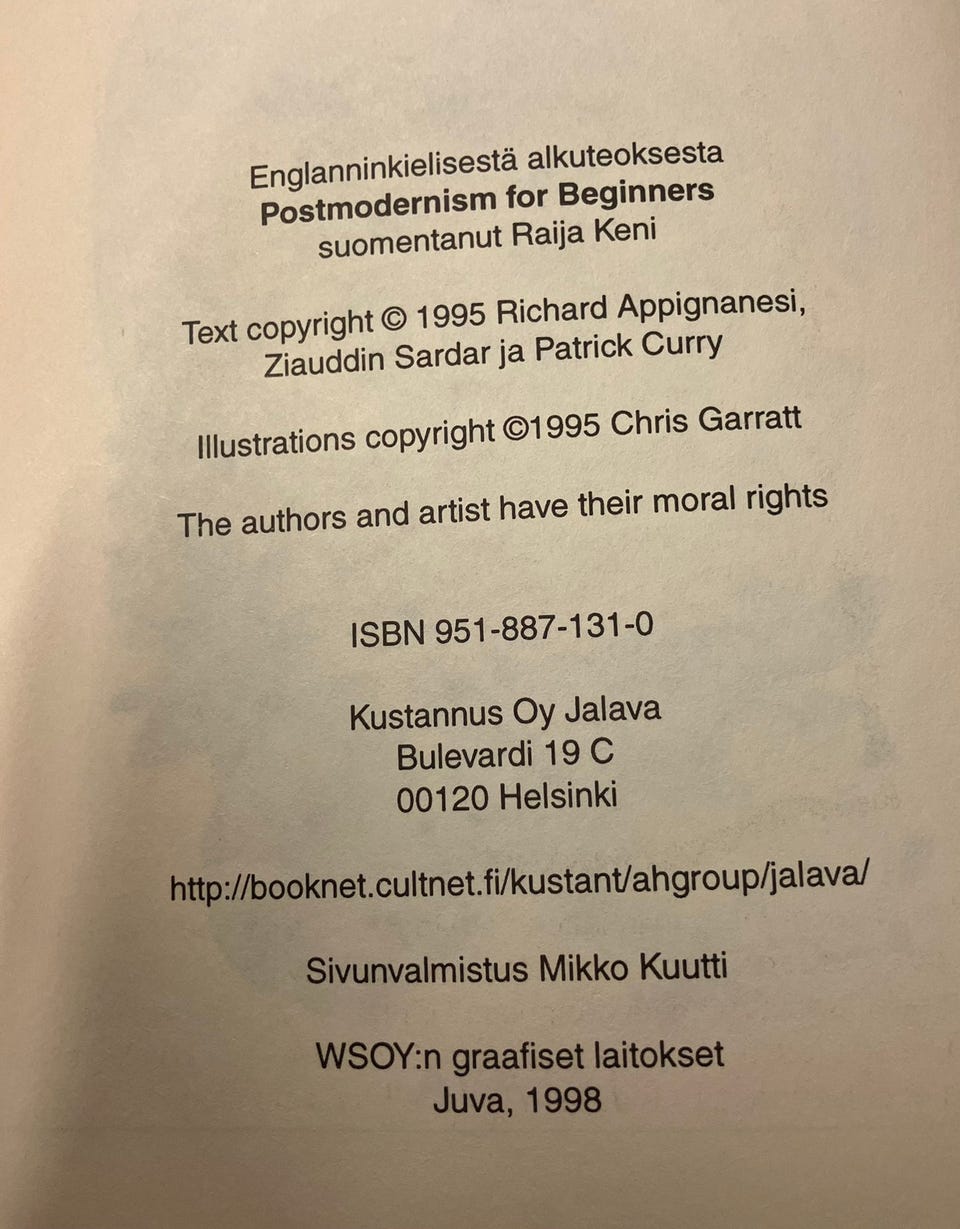 Englanninkielisestä alkuteoksesta
Postmodernism for Beginners
suomentanut Raija Keni
Text copyright © 1995 Richard Appignanesi,
Ziauddin Sardar ja Patrick Curry
Illustrations copyright ©1995 Chris Garratt
The authors and artist have their moral rights
ISBN 951-887-131-0
Kustannus Oy Jalava
Bulevardi 19 C
00120 Helsinki
http://booknet.cultnet.fi/kustant/ahgroup/jalava/
Sivunvalmistus Mikko Kuutti
WSOY:n graafiset laitokset
Juva, 1998